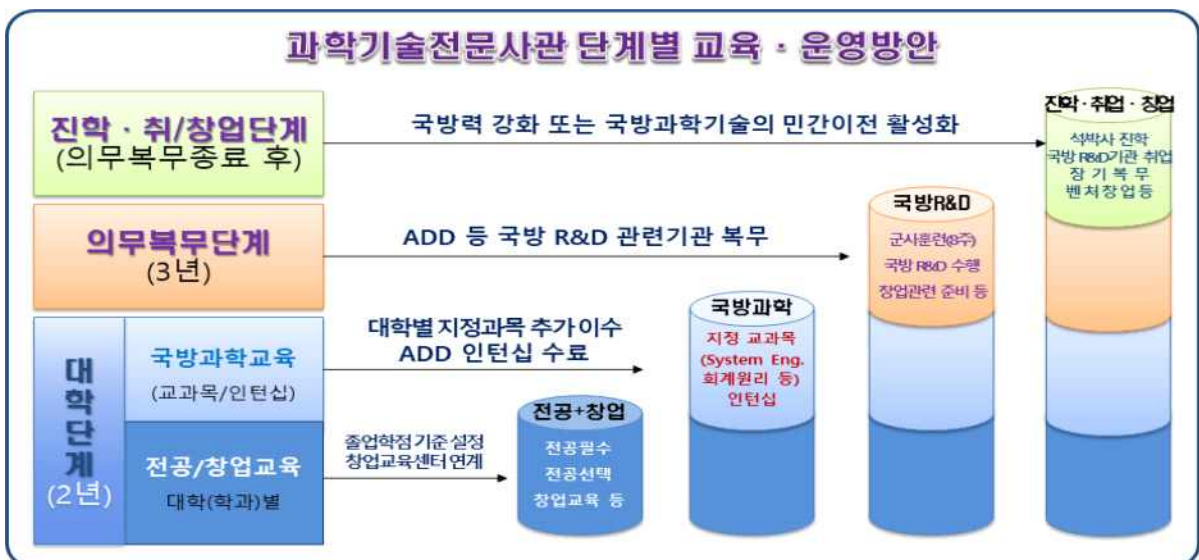 과학기술전문사관 단계별 교육 · 운영방안
진학 · 취/창업단계
(의무복무종료 후)
국방력 강화 또는 국방과학기술의 민간이전 활성화
진학·취업·창업
석박사 진학
국방 R&D기관 취업
장 기 복 무
벤처창업등
의무복무단계
(3년)
ADD 등 국방 R&D 관련기관 복무
국방R&D
군사훈련(8주)
국방 R&D 수행
창업관련 준비 등
대학단계
(2년)
국방과학교육
(교과목/인턴십)
대학별 지정과목 추가 이수
ADD 인턴십 수료
국방과학
지정 교과목
(System Eng.
회계원리 등)
인턴십
전공/창업교육
대학(학과)별
졸업학점 기준 설정
창업교육센터 연계
전공+창업
전공필수
전공선택
창업교육 등